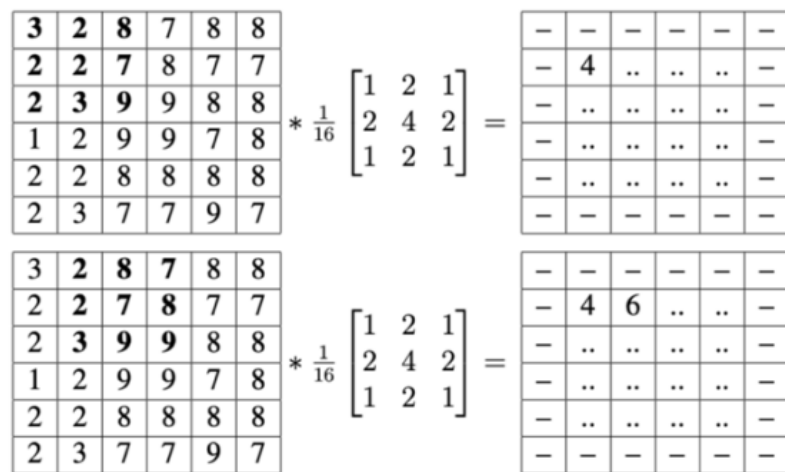 3 2 8 7 8 8 – – – – – –
2 2 7 8 7 7 – 4 .. .. .. –
2 3 9 9 8 8 – .. .. .. .. –
1 2 9 9 7 8 – .. .. .. .. –
2 2 8 8 8 8 – .. .. .. .. –
2 3 7 7 9 7 – – – – – –
* 1/16 [1 2 1
2 4 2
1 2 1] =
3 2 8 7 8 8 – – – – – –
2 2 7 8 7 7 – 4 6 .. .. –
2 3 9 9 8 8 – .. .. .. .. –
1 2 9 9 7 8 – .. .. .. .. –
2 2 8 8 8 8 – .. .. .. .. –
2 3 7 7 9 7 – – – – – –
* 1/16 [1 2 1
2 4 2
1 2 1] =